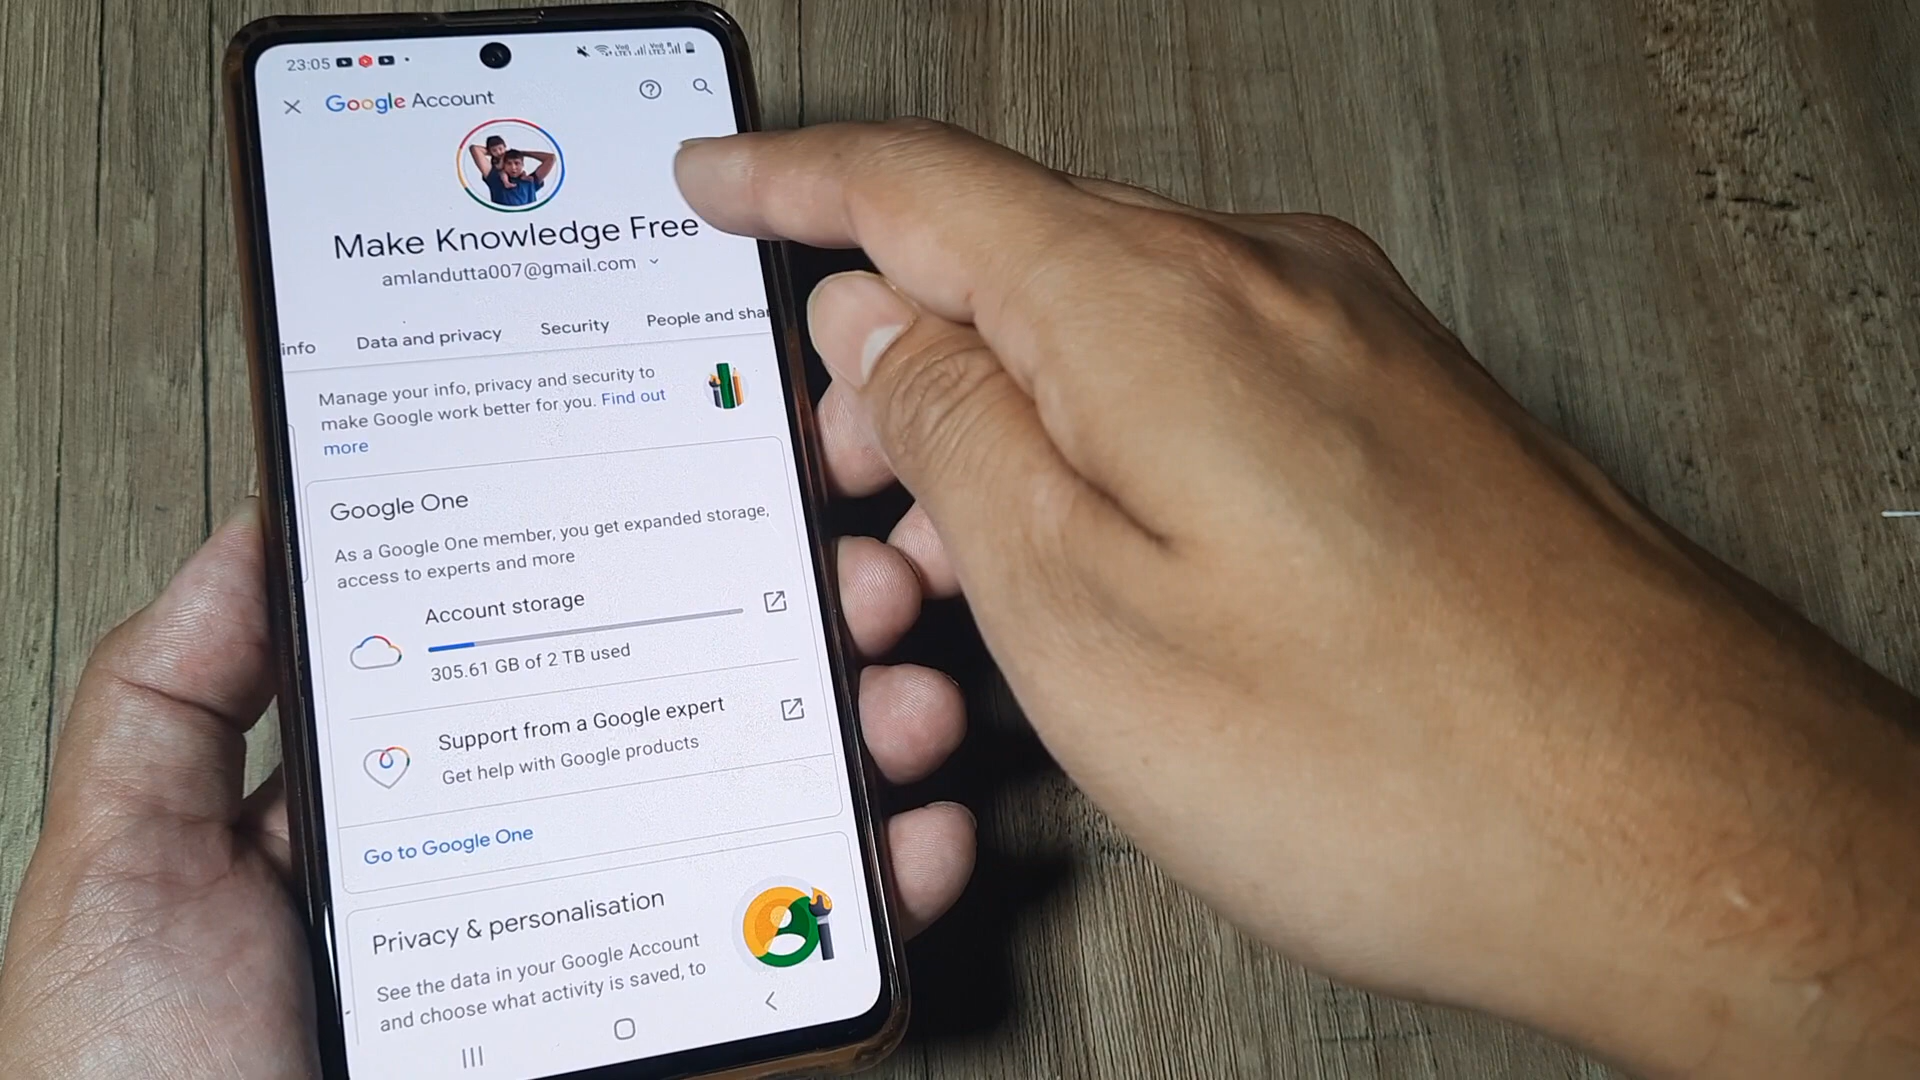 23:05
Google Account
Make Knowledge Free
amlandutta007@gmail.com
info Data and privacy Security People and shar
Manage your info, privacy and security to
make Google work better for you. Find out
more
Google One
As a Google One member, you get expanded storage,
access to experts and more
Account storage
305.61 GB of 2 TB used
Support from a Google expert
Get help with Google products
Go to Google One
Privacy & personalisation
See the data in your Google Account
and choose what activity is saved, to